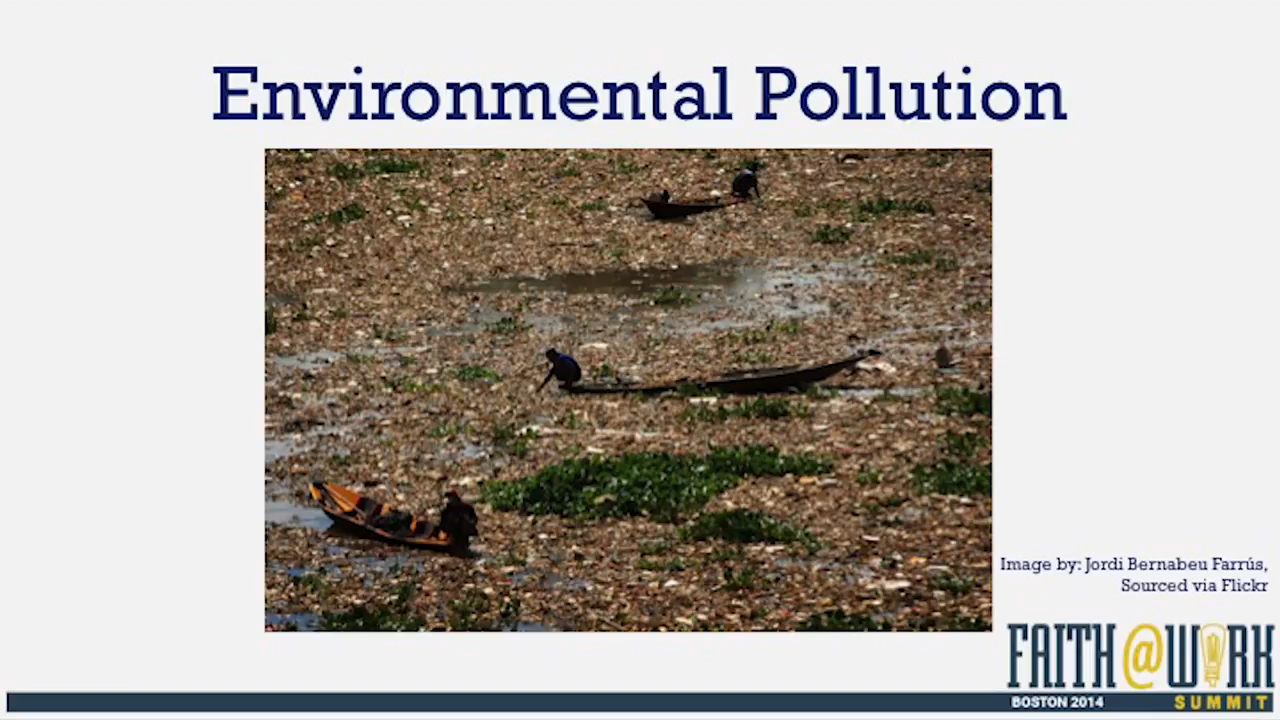 Environmental Pollution
Image by: Jordi Bernabeu Farrús,
Sourced via Flickr
FAITH@WORK
BOSTON 2014 SUMMIT